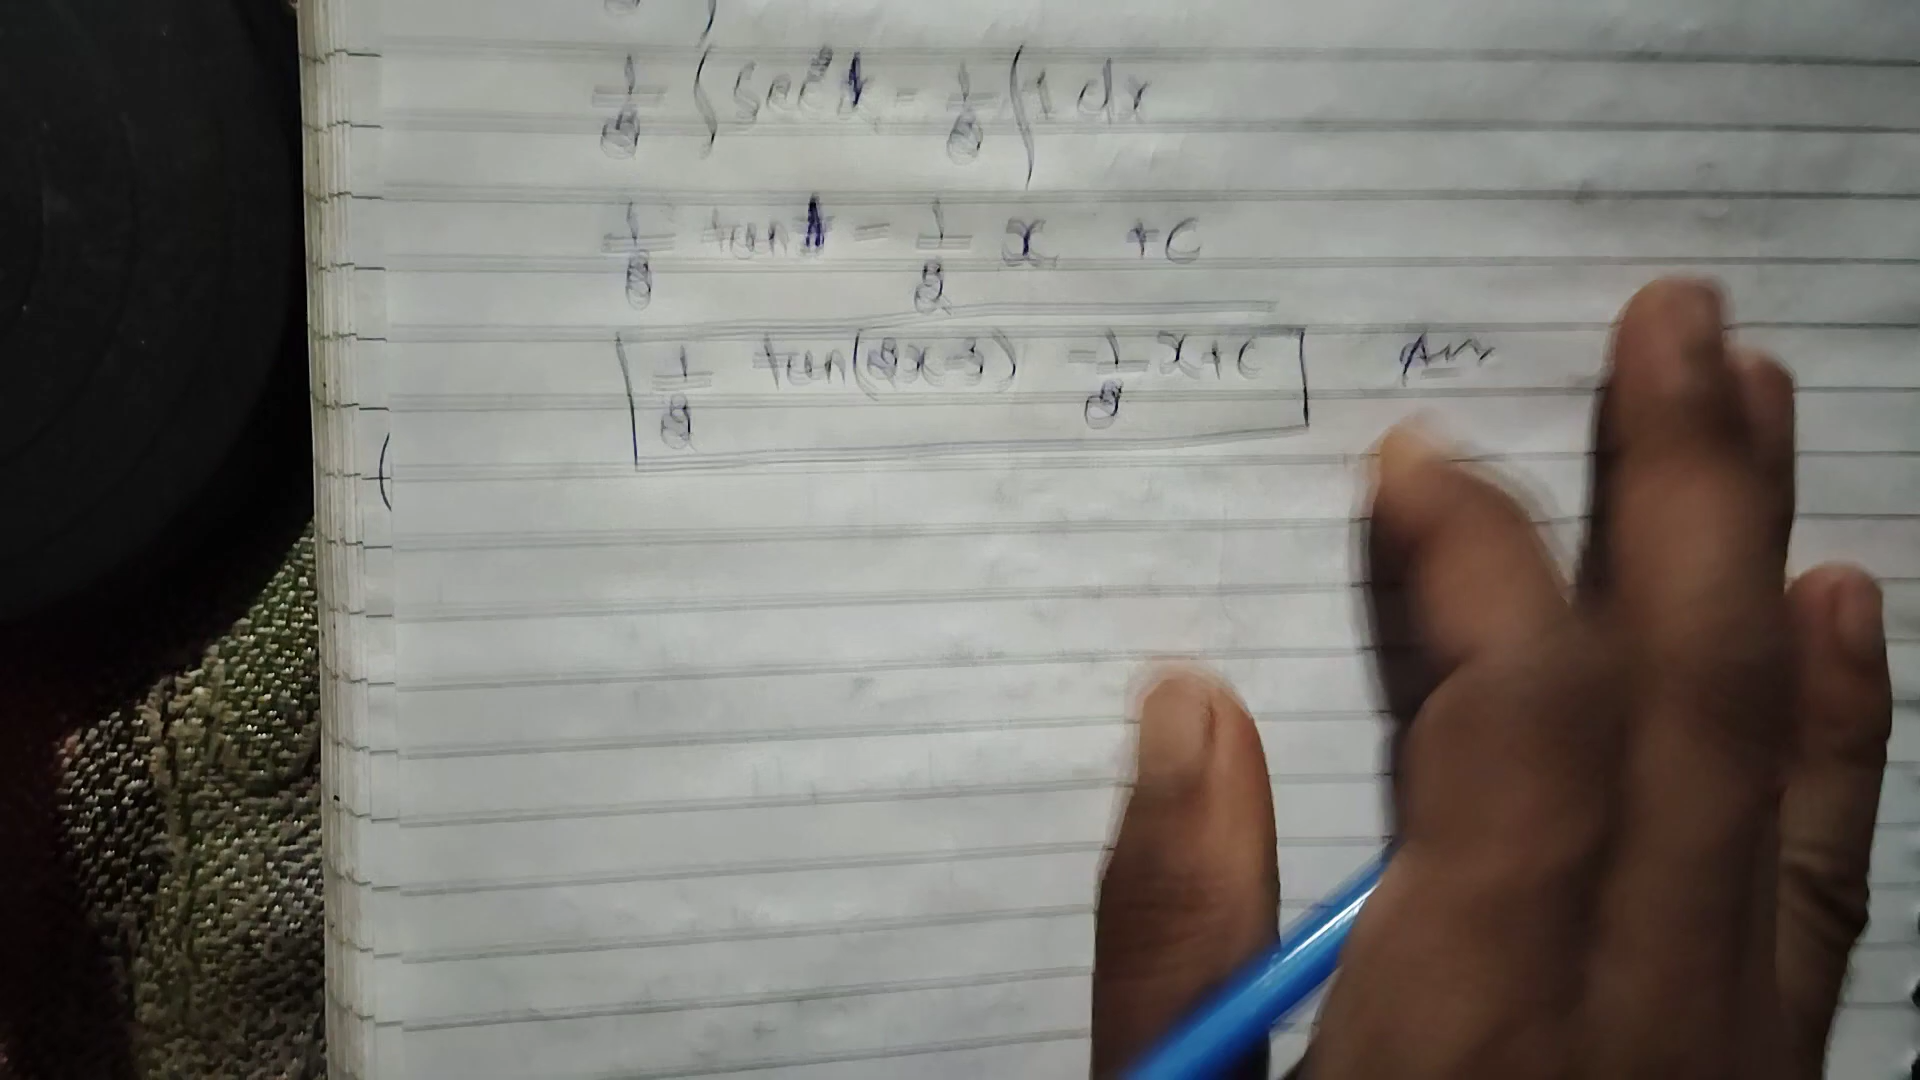 1/8 ∫ sec²t - 1/8 ∫ 1 dx
1/8 tan t - 1/8 x + c
1/8 tan(8x-3) - 1/8 x + c Ans
(